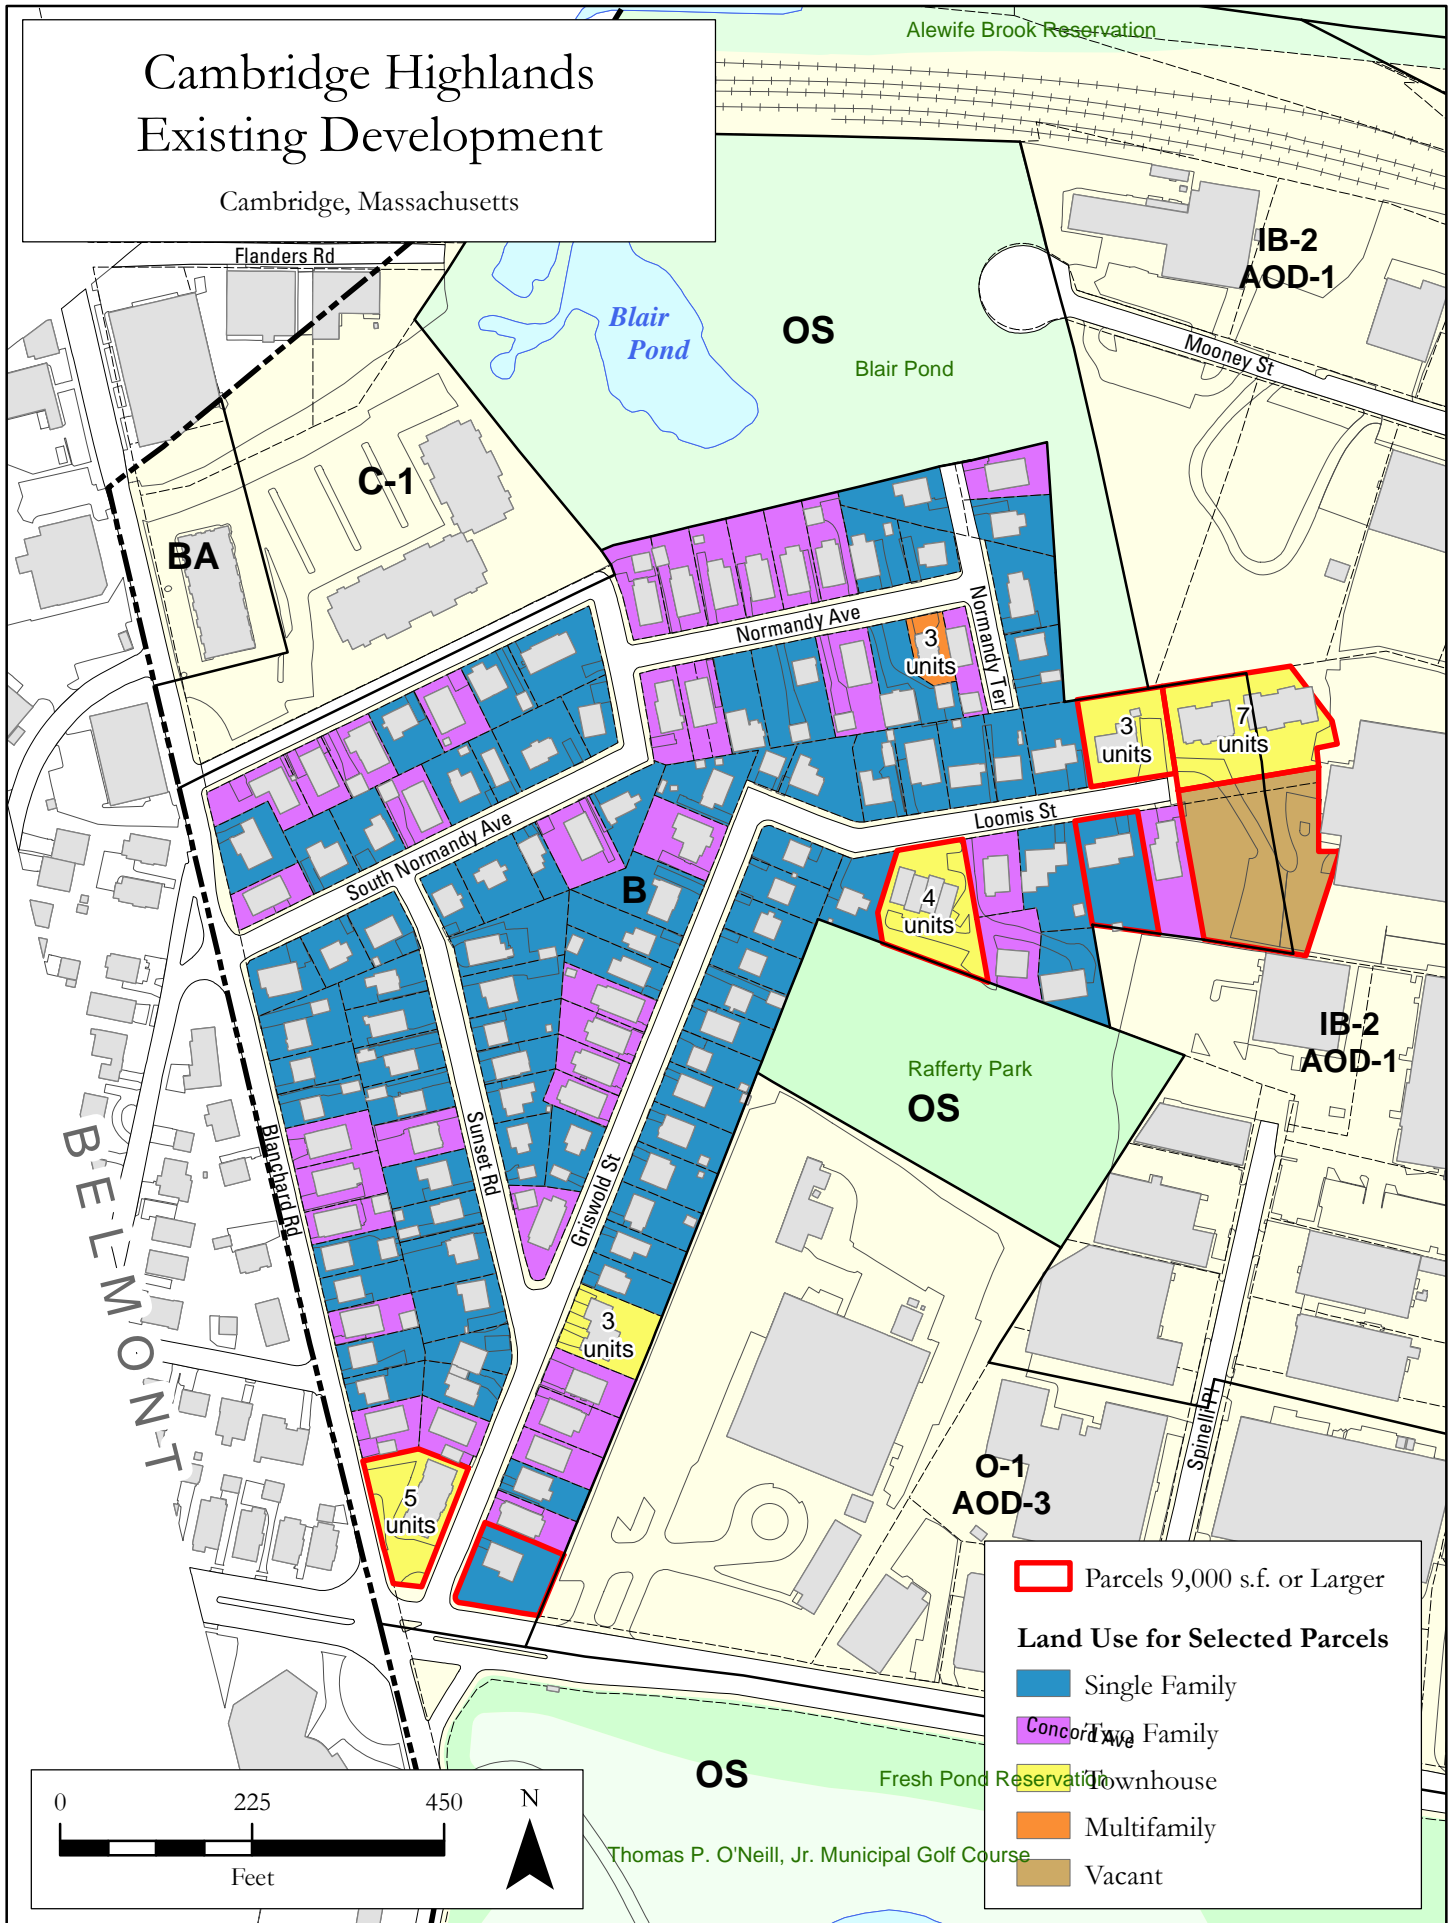 Alewife Brook Reservation
Cambridge Highlands
Existing Development
Cambridge, Massachusetts
Flanders Rd
IB-2
AOD-1
Blair
Pond
OS
Blair Pond
Mooney St
C-1
BA
Normandy Ave
Normandy Ter
3
units
3
units
7
units
South Normandy Ave
Loomis St
B
4
units
IB-2
AOD-1
Rafferty Park
OS
BELMONT
Blanchard Rd
Sunset Rd
Griswold St
3
units
Spinelli Pl
O-1
AOD-3
5
units
Parcels 9,000 s.f. or Larger
Land Use for Selected Parcels
Single Family
Two Family
Concord Ave
Townhouse
Multifamily
Vacant
OS
Fresh Pond Reservation
Thomas P. O'Neill, Jr. Municipal Golf Course
0 225 450
Feet
N